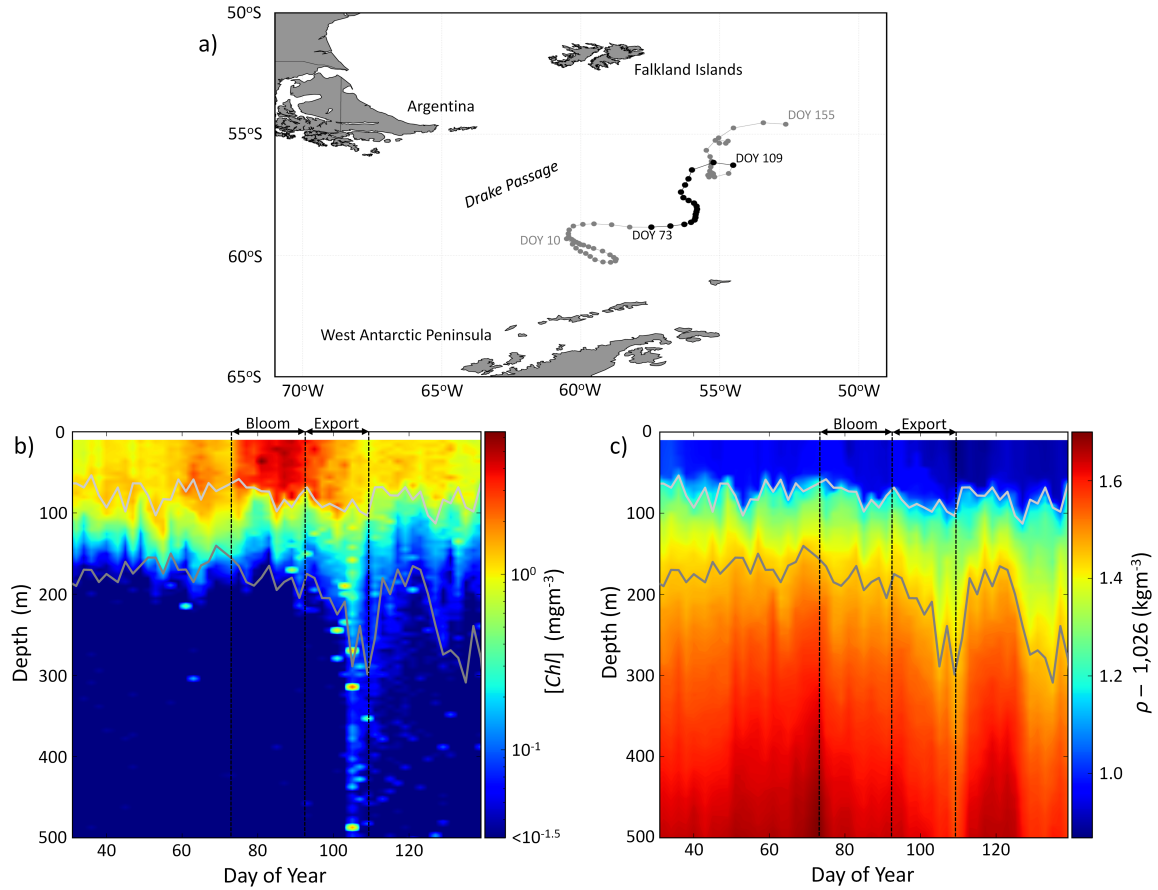 a)
50°S
55°S
60°S
65°S
70°W
65°W
60°W
55°W
50°W
Falkland Islands
Argentina
DOY 155
DOY 109
Drake Passage
DOY 73
DOY 10
West Antarctic Peninsula
b)
Bloom
Export
0
100
200
300
400
500
Depth (m)
40
60
80
100
120
Day of Year
10⁰
10⁻¹
<10⁻¹·⁵
[Chl] (mgm⁻³)
c)
Bloom
Export
0
100
200
300
400
500
Depth (m)
40
60
80
100
120
Day of Year
1.6
1.4
1.2
1.0
ρ − 1,026 (kgm⁻³)